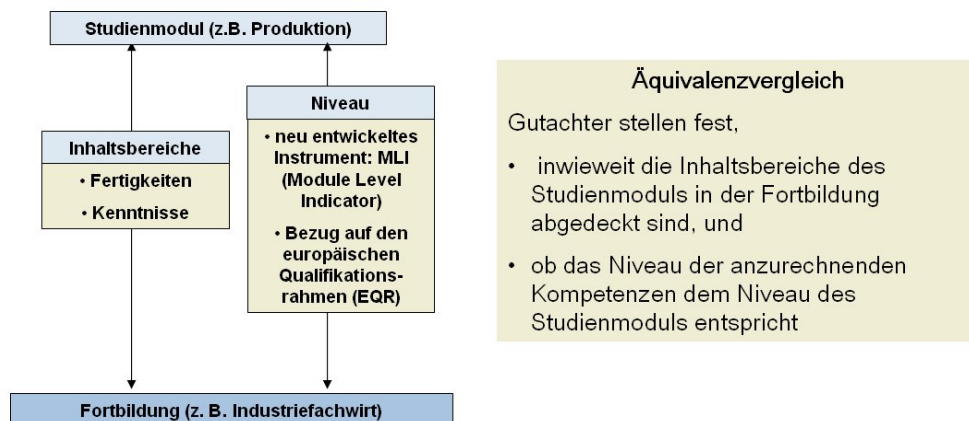 Studienmodul (z.B. Produktion)
Inhaltsbereiche
• Fertigkeiten
• Kenntnisse
Niveau
• neu entwickeltes
Instrument: MLI
(Module Level
Indicator)
• Bezug auf den
europäischen
Qualifikations-
rahmen (EQR)
Fortbildung (z. B. Industriefachwirt)
Äquivalenzvergleich
Gutachter stellen fest,
• inwieweit die Inhaltsbereiche des
Studienmoduls in der Fortbildung
abgedeckt sind, und
• ob das Niveau der anzurechnenden
Kompetenzen dem Niveau des
Studienmoduls entspricht